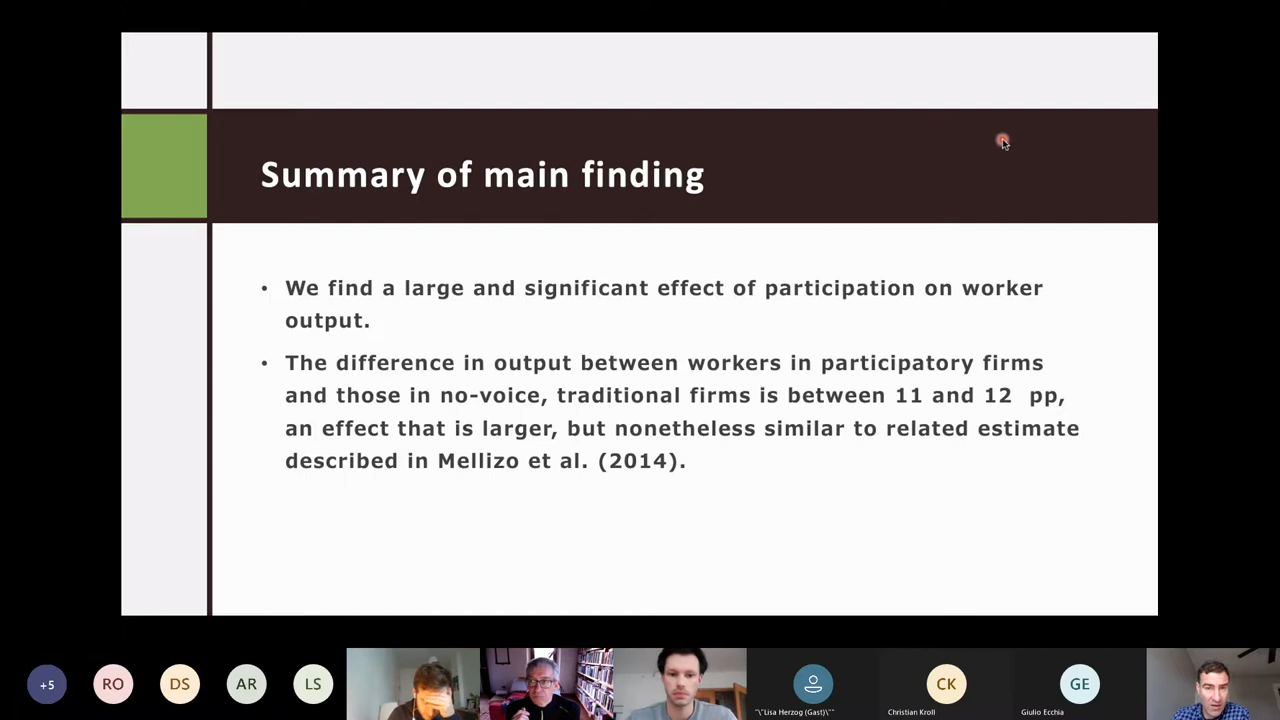 Summary of main finding
• We find a large and significant effect of participation on worker
output.
• The difference in output between workers in participatory firms
and those in no-voice, traditional firms is between 11 and 12 pp,
an effect that is larger, but nonetheless similar to related estimate
described in Mellizo et al. (2014).
+5 RO DS AR LS CK GE
"\"Lisa Herzog (Gast)\"" Christian Kroll Giulio Ecchia